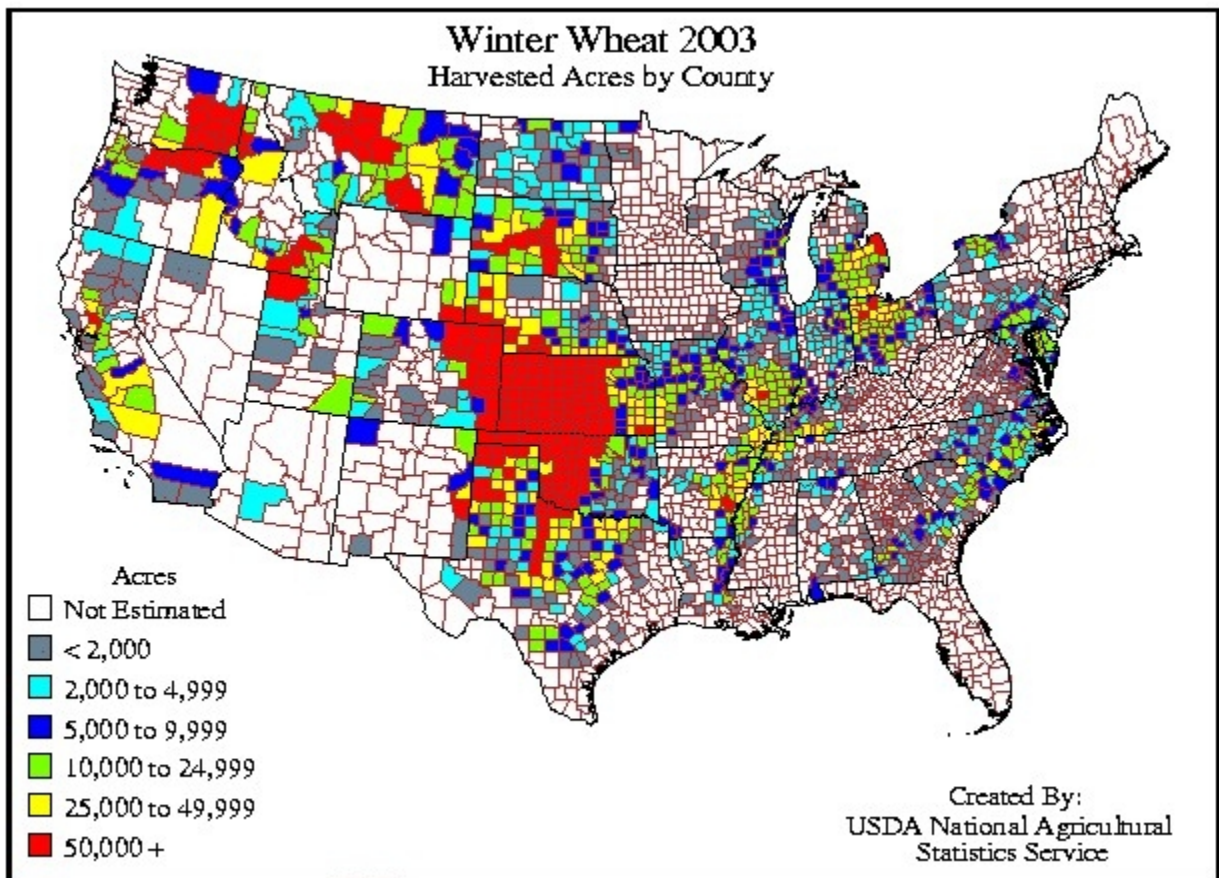 Winter Wheat 2003
Harvested Acres by County
Acres
Not Estimated
< 2,000
2,000 to 4,999
5,000 to 9,999
10,000 to 24,999
25,000 to 49,999
50,000 +
Created By:
USDA National Agricultural
Statistics Service